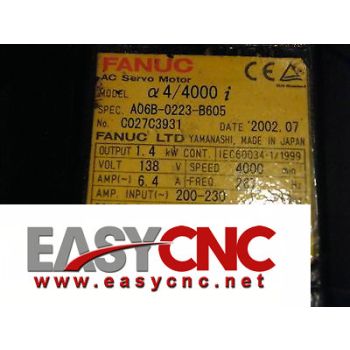 FANUC
AC Servo Motor
MODEL α4/4000 i
SPEC. A06B-0223-B605
No. C027C3931 DATE 2002.07
FANUC LTD YAMANASHI, MADE IN JAPAN
OUTPUT 1.4 kW CONT. IEC60034-1/1999
VOLT 138 V SPEED 4000
AMP(~) 6.4 A~FREQ
AMP. INPUT(~) 200-230
EASYCNC
www.easycnc.net